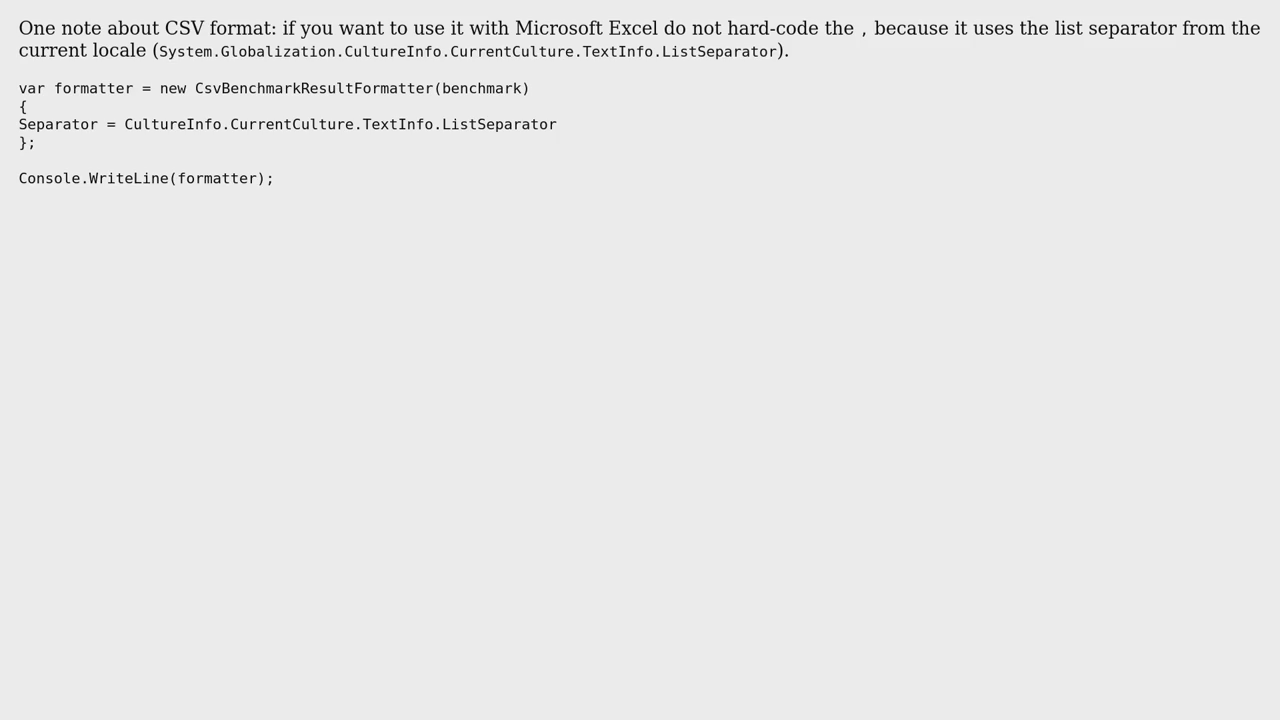 One note about CSV format: if you want to use it with Microsoft Excel do not hard-code the , because it uses the list separator from the
current locale (System.Globalization.CultureInfo.CurrentCulture.TextInfo.ListSeparator).
var formatter = new CsvBenchmarkResultFormatter(benchmark)
{
Separator = CultureInfo.CurrentCulture.TextInfo.ListSeparator
};
Console.WriteLine(formatter);